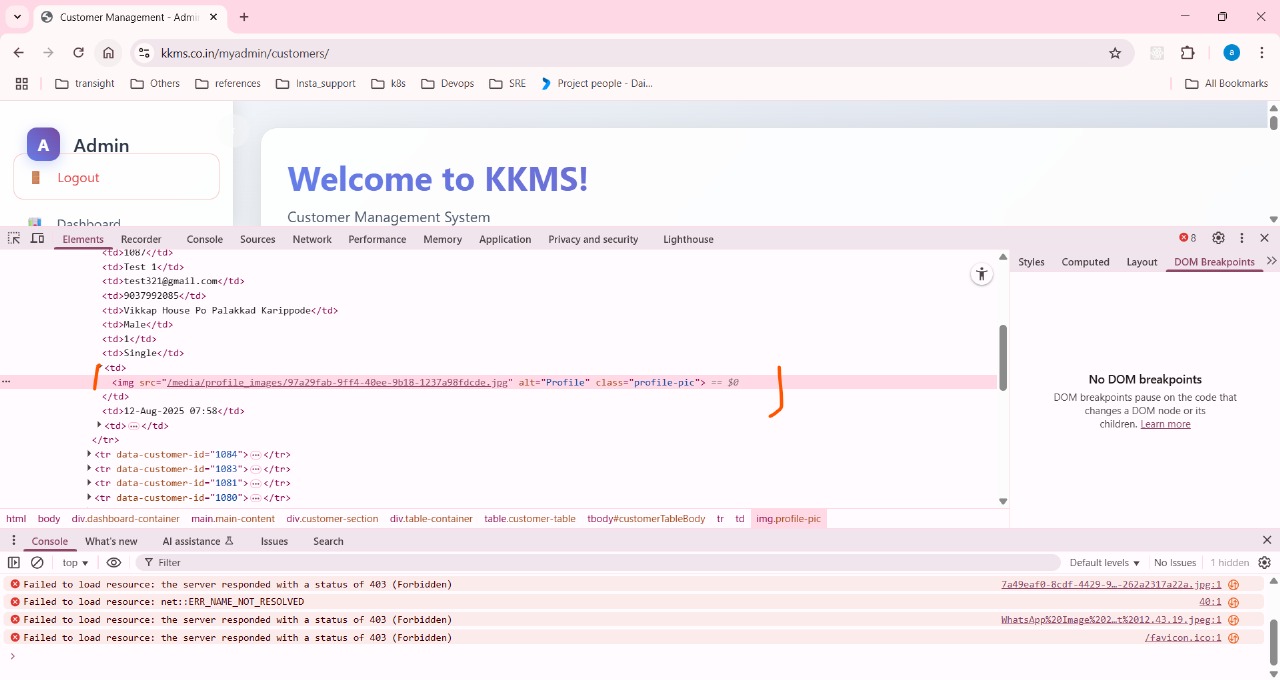 Customer Management - Admin
kkms.co.in/myadmin/customers/
transight Others references Insta_support k8s Devops SRE Project people - Dai... All Bookmarks
a
A Admin
Logout
Dashboard
Welcome to KKMS!
Customer Management System
Elements Recorder Console Sources Network Performance Memory Application Privacy and security Lighthouse 8
Styles Computed Layout DOM Breakpoints
<td>1087</td>
<td>Test 1</td>
<td>test321@gmail.com</td>
<td>9037992085</td>
<td>Vikkap House Po Palakkad Karippode</td>
<td>Male</td>
<td>1</td>
<td>Single</td>
<td>
<img src="/media/profile_images/97a29fab-9ff4-40ee-9b18-1237a98fdcde.jpg" alt="Profile" class="profile-pic"> == $0
</td>
<td>12-Aug-2025 07:58</td>
<td>…</td>
</tr>
<tr data-customer-id="1084">…</tr>
<tr data-customer-id="1083">…</tr>
<tr data-customer-id="1081">…</tr>
<tr data-customer-id="1080">…</tr>
No DOM breakpoints
DOM breakpoints pause on the code that
changes a DOM node or its
children. Learn more
html body div.dashboard-container main.main-content div.customer-section div.table-container table.customer-table tbody#customerTableBody tr td img.profile-pic
Console What's new AI assistance Issues Search
top Filter Default levels No Issues 1 hidden
Failed to load resource: the server responded with a status of 403 (Forbidden) 7a49eaf0-8cdf-4429-9…-262a2317a22a.jpg:1
Failed to load resource: net::ERR_NAME_NOT_RESOLVED 40:1
Failed to load resource: the server responded with a status of 403 (Forbidden) WhatsApp%20Image%202…t%2012.43.19.jpeg:1
Failed to load resource: the server responded with a status of 403 (Forbidden) /favicon.ico:1